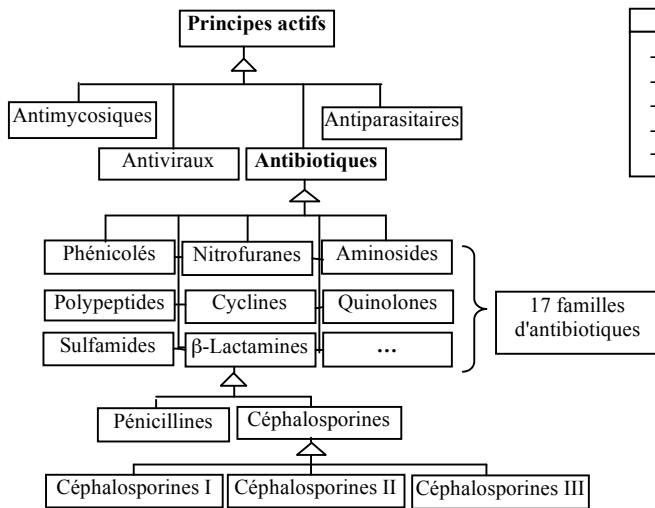 Principes actifs
Antimycosiques
Antiparasitaires
Antiviraux
Antibiotiques
Phénicolés
Nitrofuranes
Aminosides
Polypeptides
Cyclines
Quinolones
Sulfamides
β-Lactamines
...
17 familles
d'antibiotiques
Pénicillines
Céphalosporines
Céphalosporines I
Céphalosporines II
Céphalosporines III